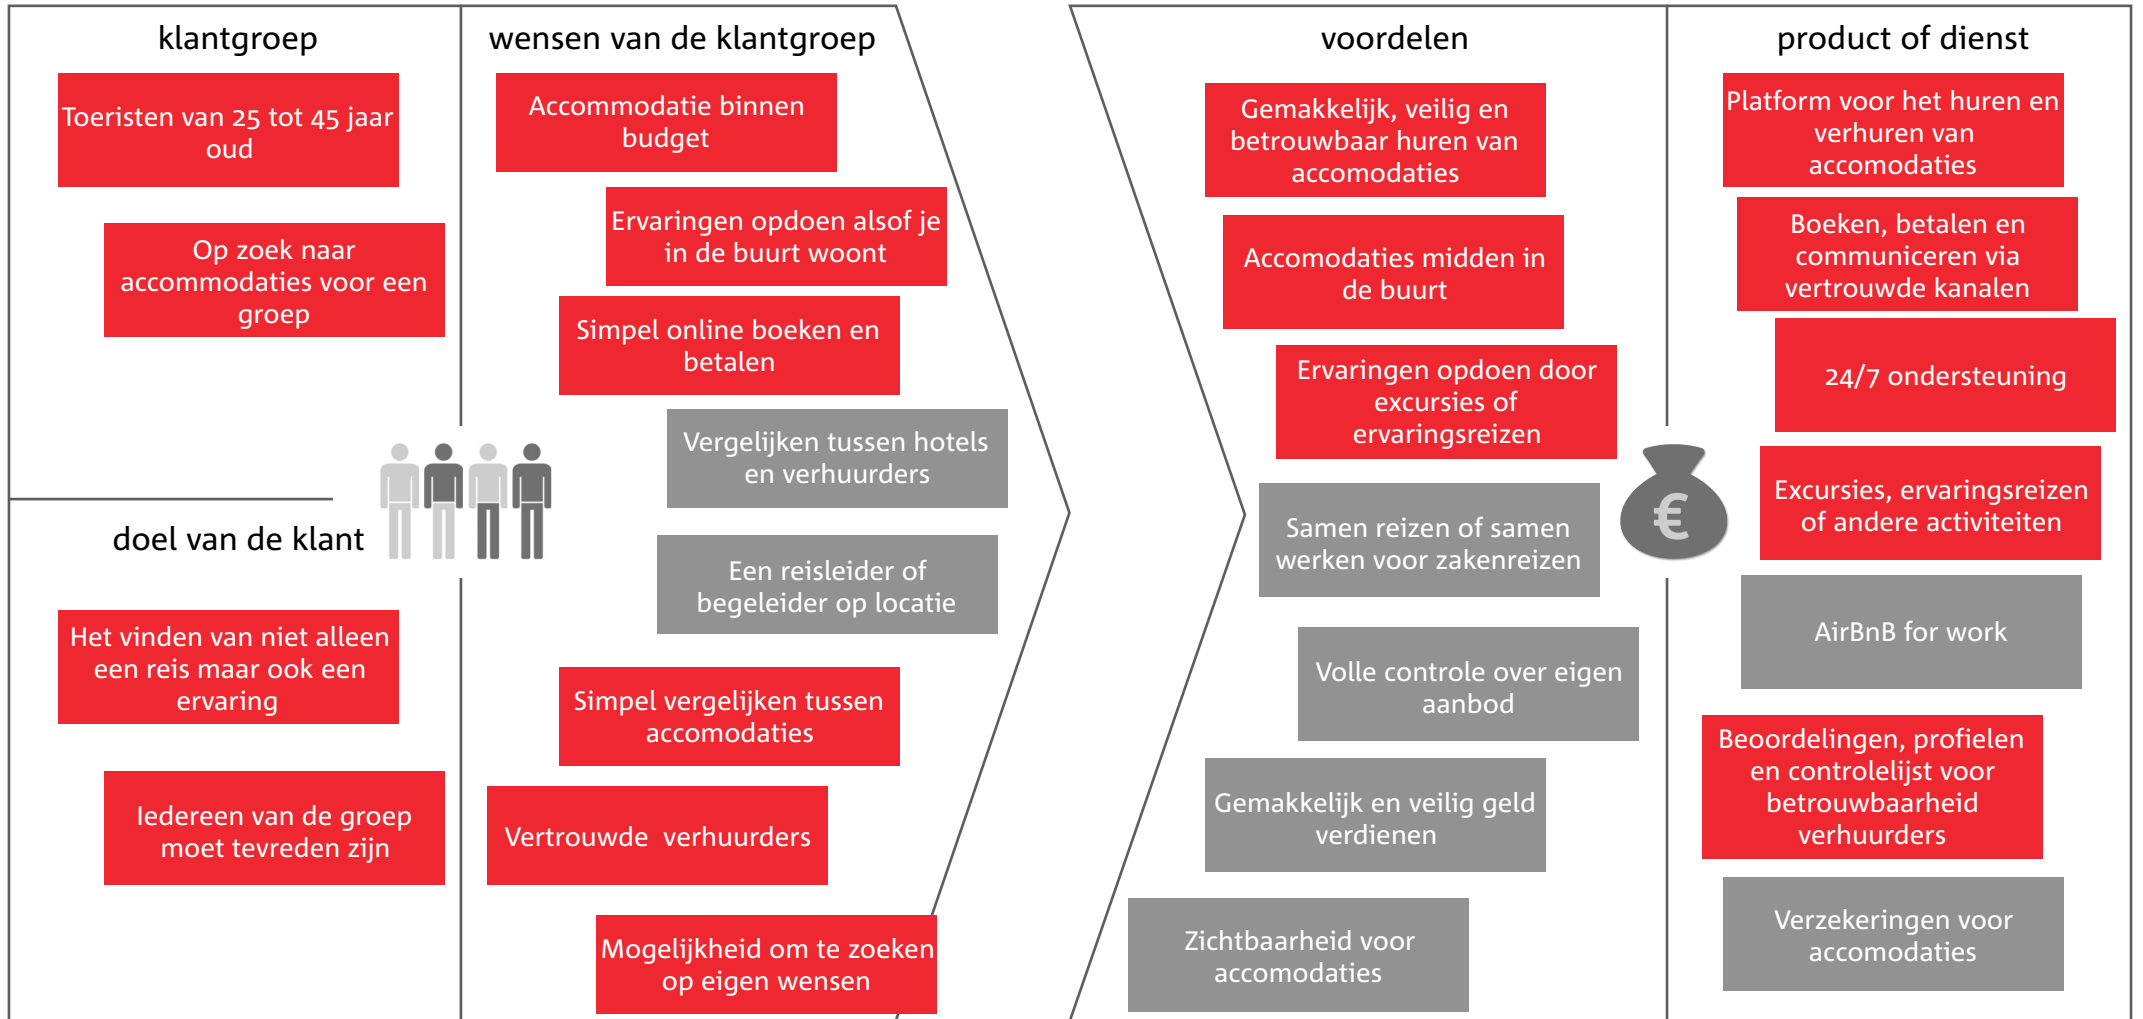 klantgroep
Toeristen van 25 tot 45 jaar
oud
Op zoek naar
accommodaties voor een
groep
doel van de klant
Het vinden van niet alleen
een reis maar ook een
ervaring
Iedereen van de groep
moet tevreden zijn
wensen van de klantgroep
Accommodatie binnen
budget
Ervaringen opdoen alsof je
in de buurt woont
Simpel online boeken en
betalen
Vergelijken tussen hotels
en verhuurders
Een reisleider of
begeleider op locatie
Simpel vergelijken tussen
accomodaties
Vertrouwde  verhuurders
Mogelijkheid om te zoeken
op eigen wensen
voordelen
Gemakkelijk, veilig en
betrouwbaar huren van
accomodaties
Accomodaties midden in
de buurt
Ervaringen opdoen door
excursies of
ervaringsreizen
Samen reizen of samen
werken voor zakenreizen
Volle controle over eigen
aanbod
Gemakkelijk en veilig geld
verdienen
Zichtbaarheid voor
accomodaties
€
product of dienst
Platform voor het huren en
verhuren van
accomodaties
Boeken, betalen en
communiceren via
vertrouwde kanalen
24/7 ondersteuning
Excursies, ervaringsreizen
of andere activiteiten
AirBnB for work
Beoordelingen, profielen
en controlelijst voor
betrouwbaarheid
verhuurders
Verzekeringen voor
accomodaties